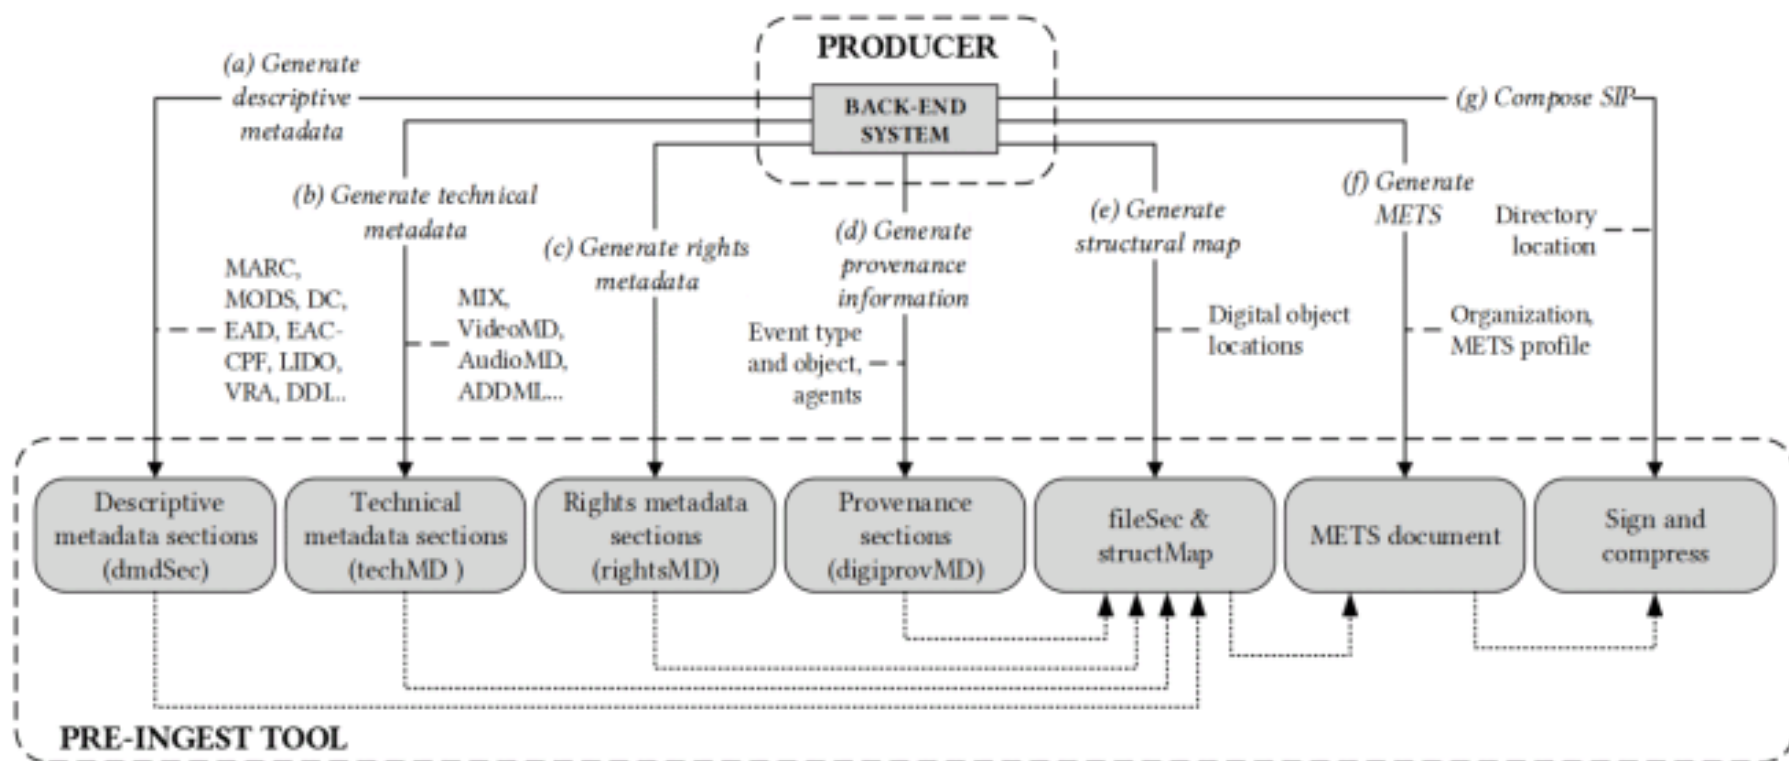 PRODUCER
BACK-END
SYSTEM
(a) Generate
descriptive
metadata
(b) Generate technical
metadata
(c) Generate rights
metadata
(d) Generate
provenance
information
(e) Generate
structural map
(f) Generate
METS
(g) Compose SIP
MARC,
MODS, DC,
EAD, EAC-
CPF, LIDO,
VRA, DDI...
MIX,
VideoMD,
AudioMD,
ADDML...
Event type
and object,
agents
Digital object
locations
Organization,
METS profile
Directory
location
Descriptive
metadata sections
(dmdSec)
Technical
metadata sections
(techMD )
Rights metadata
sections
(rightsMD)
Provenance
sections
(digiprovMD)
fileSec &
structMap
METS document
Sign and
compress
PRE-INGEST TOOL